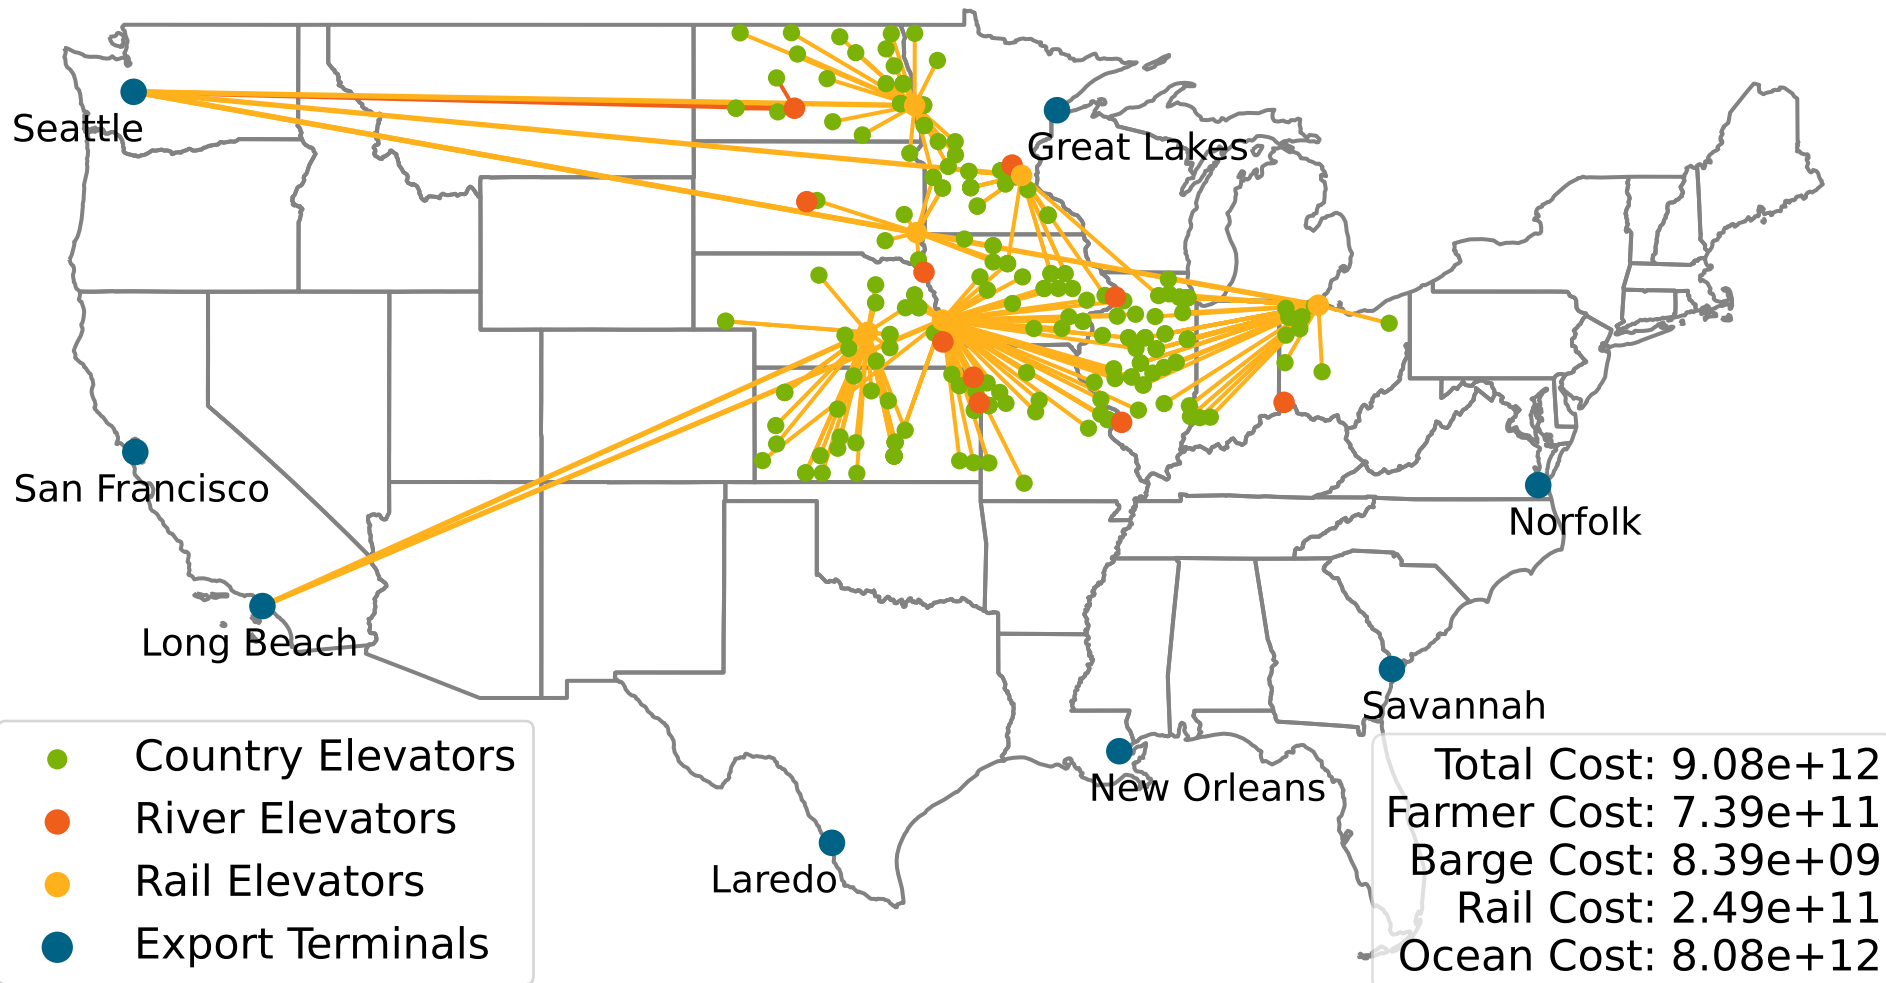 Seattle
Great Lakes
San Francisco
Norfolk
Long Beach
Savannah
New Orleans
Laredo
Country Elevators
River Elevators
Rail Elevators
Export Terminals
Total Cost: 9.08e+12
Farmer Cost: 7.39e+11
Barge Cost: 8.39e+09
Rail Cost: 2.49e+11
Ocean Cost: 8.08e+12